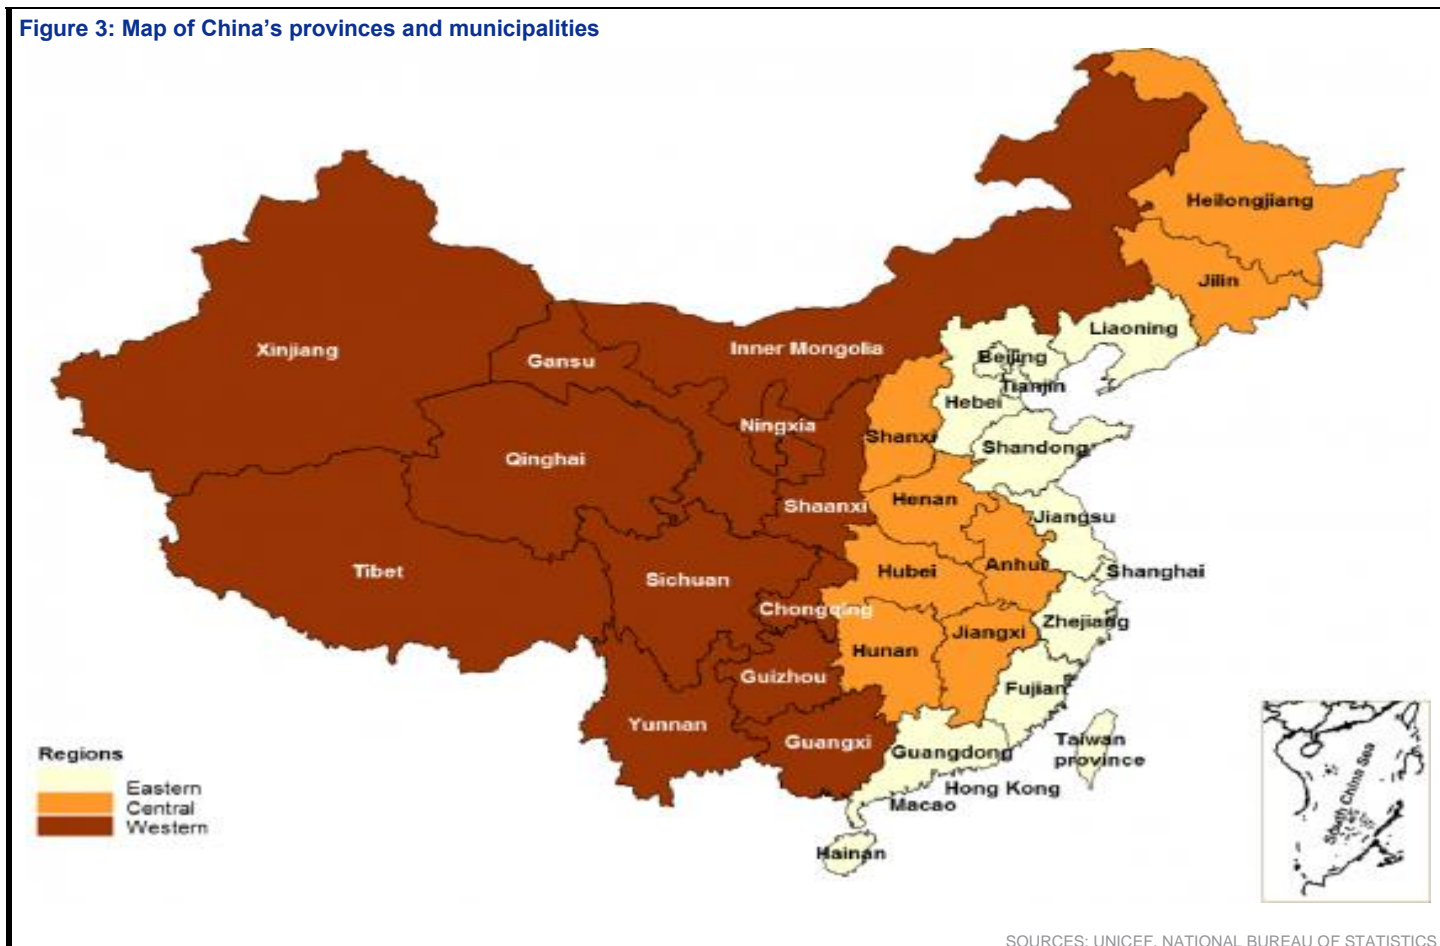 Figure 3: Map of China’s provinces and municipalities
Heilongjiang
Jilin
Liaoning
Xinjiang
Gansu
Inner Mongolia
Beijing
Tianjin
Hebei
Ningxia
Shanxi
Shandong
Qinghai
Shaanxi
Henan
Jiangsu
Tibet
Sichuan
Hubei
Anhui
Shanghai
Chongqing
Zhejiang
Hunan
Jiangxi
Guizhou
Fujian
Yunnan
Guangxi
Guangdong
Taiwan
province
Hong Kong
Macao
Hainan
Regions
Eastern
Central
Western
South China Sea
SOURCES: UNICEF, NATIONAL BUREAU OF STATISTICS